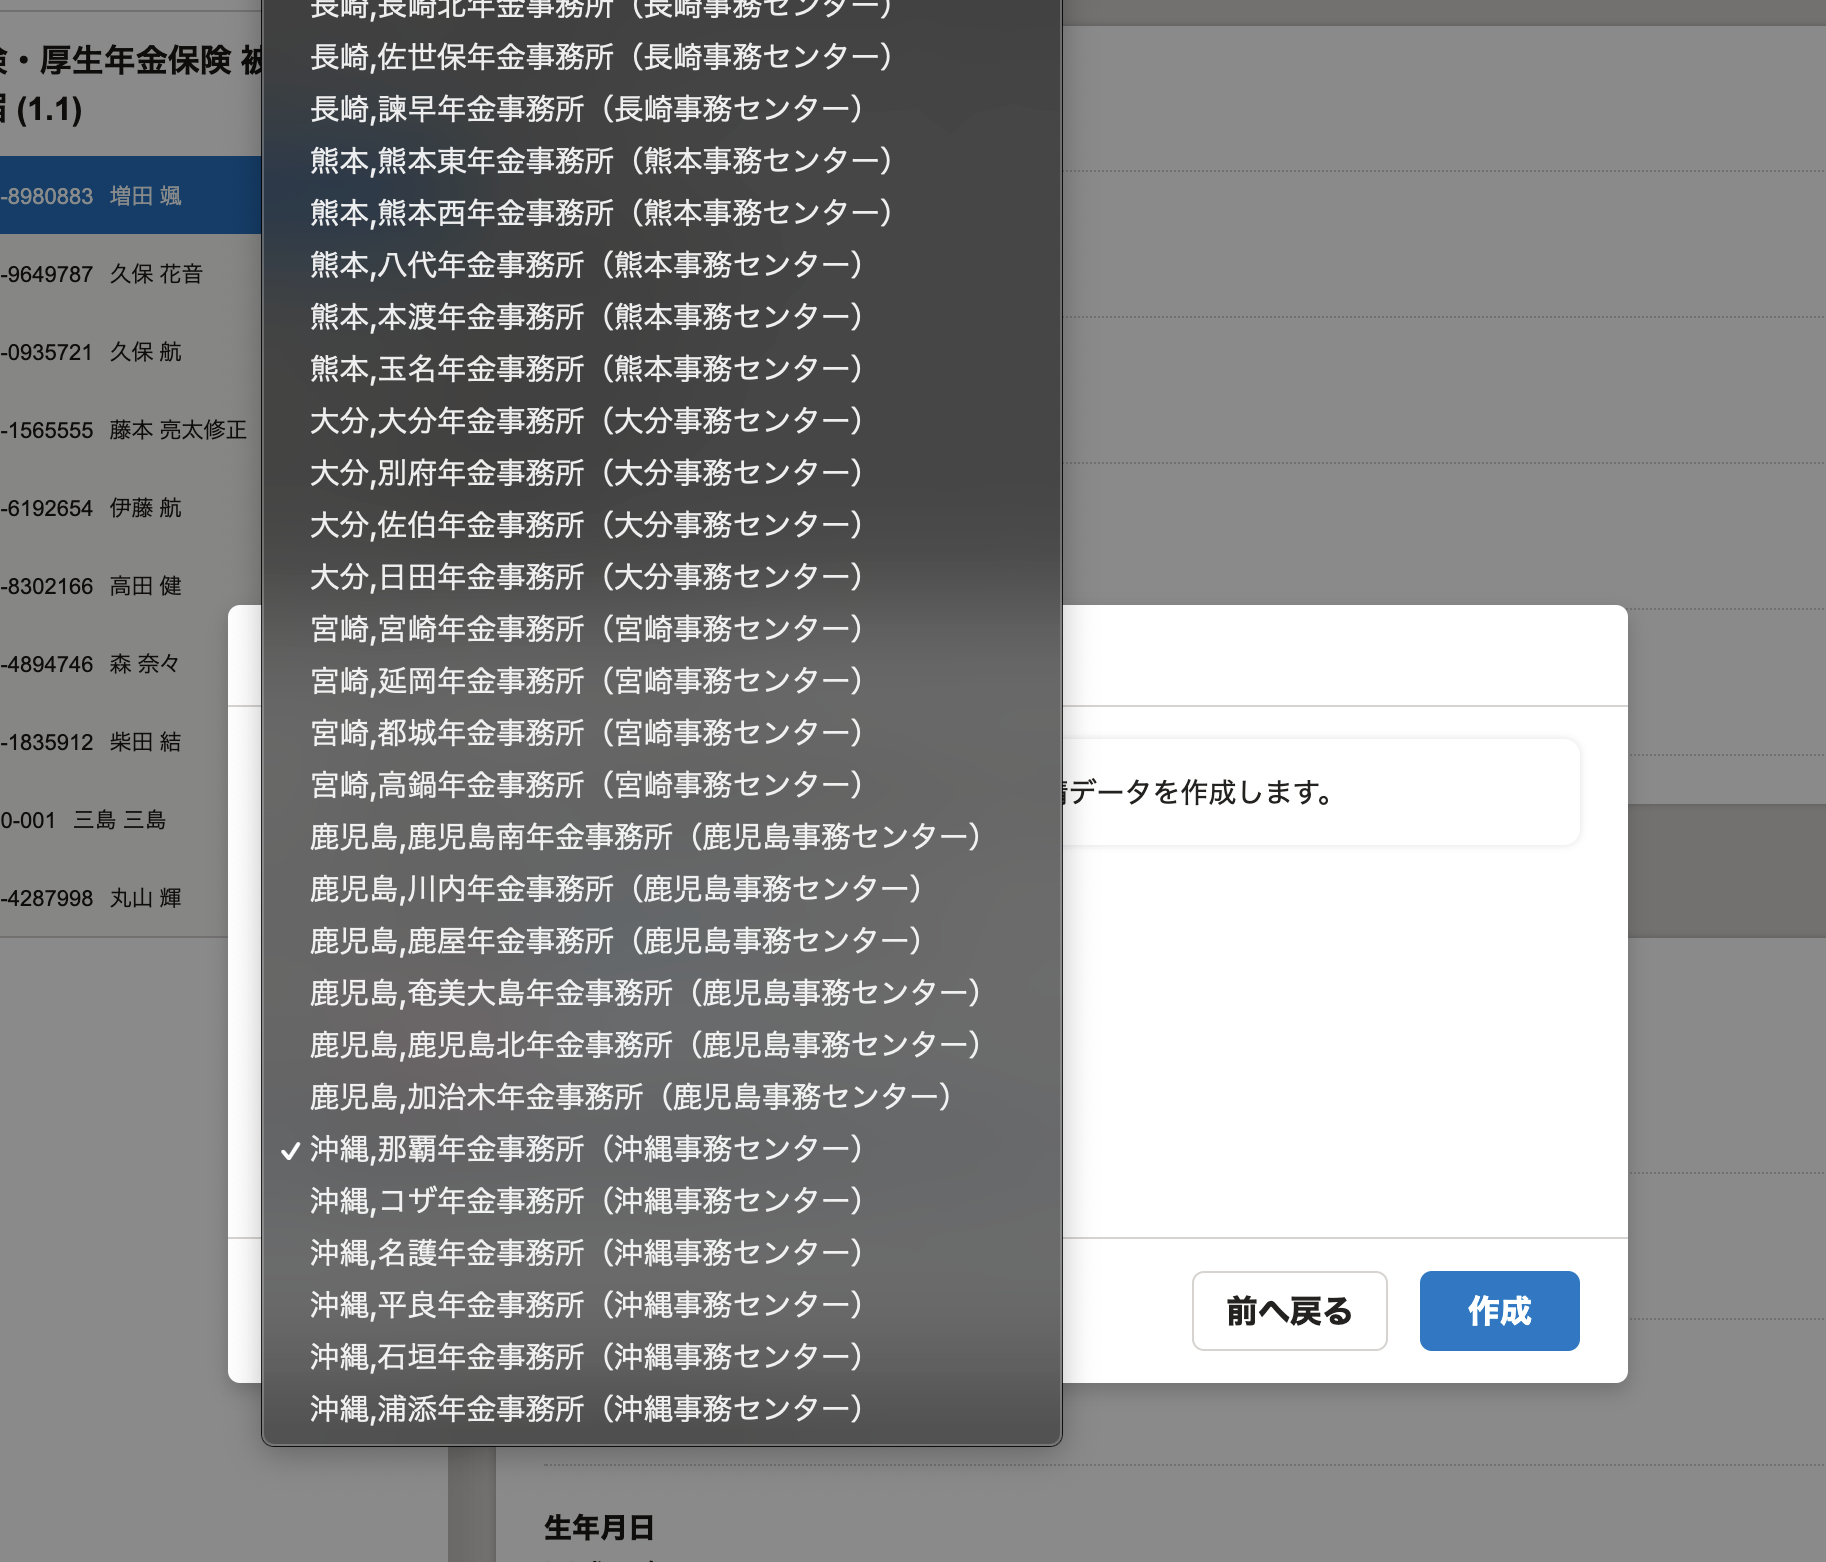 ・厚生年金保険 被
(1.1)
-8980883 増田 颯
-9649787 久保 花音
-0935721 久保 航
-1565555 藤本 亮太修正
-6192654 伊藤 航
-8302166 高田 健
-4894746 森 奈々
-1835912 柴田 結
0-001 三島 三島
-4287998 丸山 輝
長崎,長崎北年金事務所（長崎事務センター）
長崎,佐世保年金事務所（長崎事務センター）
長崎,諫早年金事務所（長崎事務センター）
熊本,熊本東年金事務所（熊本事務センター）
熊本,熊本西年金事務所（熊本事務センター）
熊本,八代年金事務所（熊本事務センター）
熊本,本渡年金事務所（熊本事務センター）
熊本,玉名年金事務所（熊本事務センター）
大分,大分年金事務所（大分事務センター）
大分,別府年金事務所（大分事務センター）
大分,佐伯年金事務所（大分事務センター）
大分,日田年金事務所（大分事務センター）
宮崎,宮崎年金事務所（宮崎事務センター）
宮崎,延岡年金事務所（宮崎事務センター）
宮崎,都城年金事務所（宮崎事務センター）
宮崎,高鍋年金事務所（宮崎事務センター）
鹿児島,鹿児島南年金事務所（鹿児島事務センター）
鹿児島,川内年金事務所（鹿児島事務センター）
鹿児島,鹿屋年金事務所（鹿児島事務センター）
鹿児島,奄美大島年金事務所（鹿児島事務センター）
鹿児島,鹿児島北年金事務所（鹿児島事務センター）
鹿児島,加治木年金事務所（鹿児島事務センター）
✓ 沖縄,那覇年金事務所（沖縄事務センター）
沖縄,コザ年金事務所（沖縄事務センター）
沖縄,名護年金事務所（沖縄事務センター）
沖縄,平良年金事務所（沖縄事務センター）
沖縄,石垣年金事務所（沖縄事務センター）
沖縄,浦添年金事務所（沖縄事務センター）
データを作成します。
前へ戻る
作成
生年月日